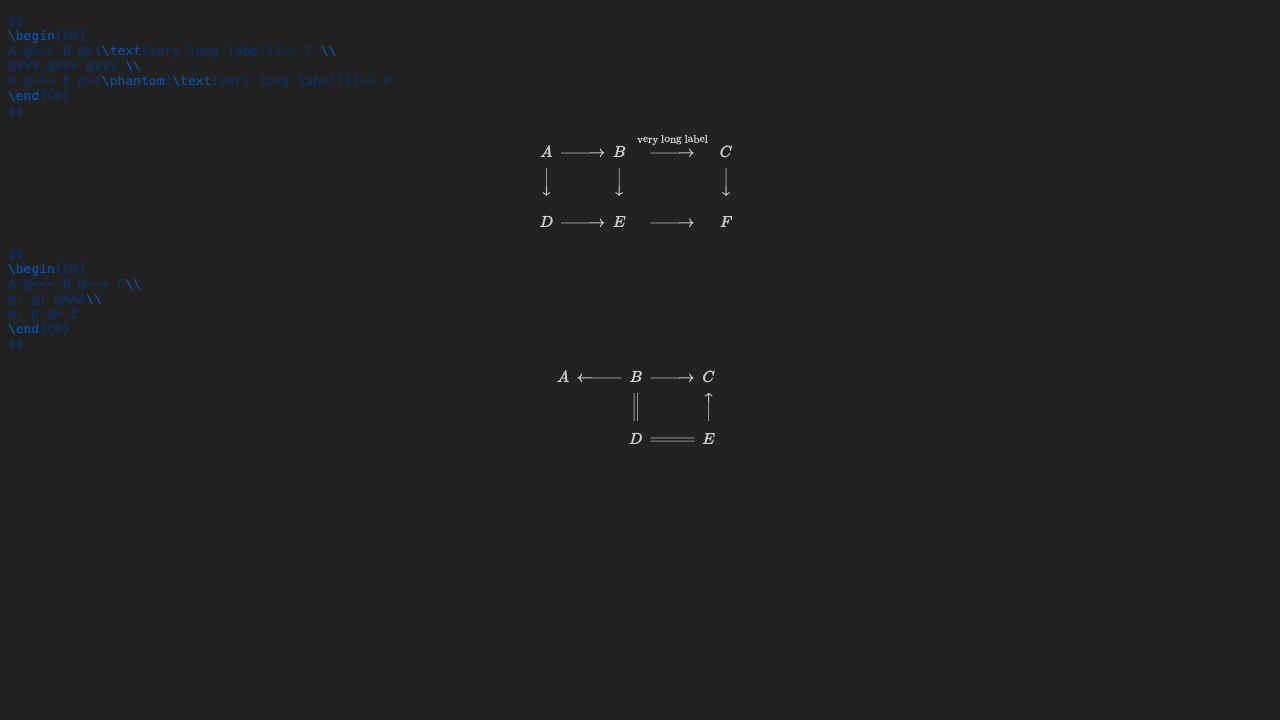 $$
\begin{CD}
A @>>> B @>{\text{very long label}}>> C \\
@VVV @VVV @VVV \\
D @>>> E @>{\phantom{\text{very long label}}}>> F
\end{CD}
$$
very long label
A B C
D E F
$$
\begin{CD}
A @<<< B @>>> C\\
@. @| @AAA\\
@. D @= E
\end{CD}
$$
A B C
D E